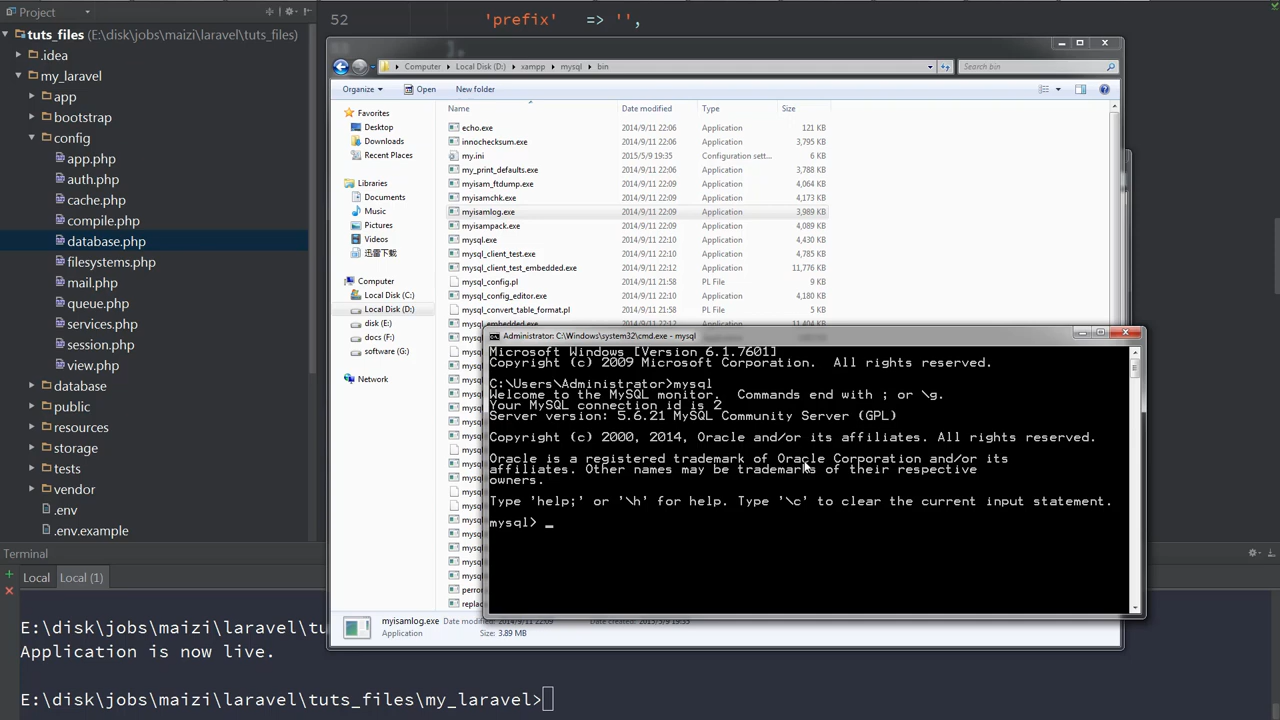 Project
52 'prefix' => '',
],
tuts_files (E:\disk\jobs\maizi\laravel\tuts_files)
.idea
my_laravel
app
bootstrap
config
app.php
auth.php
cache.php
compile.php
database.php
filesystems.php
mail.php
queue.php
services.php
session.php
view.php
database
public
resources
storage
tests
vendor
.env
.env.example
Computer Local Disk (D:) xampp mysql bin
Search bin
Organize Open New folder
Favorites
Desktop
Downloads
Recent Places
Libraries
Documents
Music
Pictures
Videos
迅雷下载
Computer
Local Disk (C:)
Local Disk (D:)
disk (E:)
docs (F:)
software (G:)
Network
Name Date modified Type Size
echo.exe 2014/9/11 22:06 Application 121 KB
innochecksum.exe 2014/9/11 22:06 Application 3,795 KB
my.ini 2015/5/9 19:35 Configuration sett... 6 KB
my_print_defaults.exe 2014/9/11 22:06 Application 3,788 KB
myisam_ftdump.exe 2014/9/11 22:09 Application 4,064 KB
myisamchk.exe 2014/9/11 22:09 Application 4,173 KB
myisamlog.exe 2014/9/11 22:09 Application 3,989 KB
myisampack.exe 2014/9/11 22:09 Application 4,089 KB
mysql.exe 2014/9/11 22:10 Application 4,430 KB
mysql_client_test.exe 2014/9/11 22:10 Application 4,785 KB
mysql_client_test_embedded.exe 2014/9/11 22:12 Application 11,776 KB
mysql_config.pl 2014/9/11 21:58 PL File 9 KB
mysql_config_editor.exe 2014/9/11 22:10 Application 4,180 KB
mysql_convert_table_format.pl 2014/9/11 21:58 PL File 5 KB
mysql_embedded.exe 2014/9/11 22:12 Application 11,404 KB
Administrator: C:\Windows\system32\cmd.exe - mysql
Microsoft Windows [Version 6.1.7601]
Copyright (c) 2009 Microsoft Corporation. All rights reserved.
C:\Users\Administrator>mysql
Welcome to the MySQL monitor. Commands end with ; or \g.
Your MySQL connection id is 2
Server version: 5.6.21 MySQL Community Server (GPL)
Copyright (c) 2000, 2014, Oracle and/or its affiliates. All rights reserved.
Oracle is a registered trademark of Oracle Corporation and/or its
affiliates. Other names may be trademarks of their respective
owners.
Type 'help;' or '\h' for help. Type '\c' to clear the current input statement.
mysql> _
myisamlog.exe Date modified: 2014/9/11 22:09
Application Size: 3.89 MB
Terminal
Local Local (1)
E:\disk\jobs\maizi\laravel\tu
Application is now live.
E:\disk\jobs\maizi\laravel\tuts_files\my_laravel>